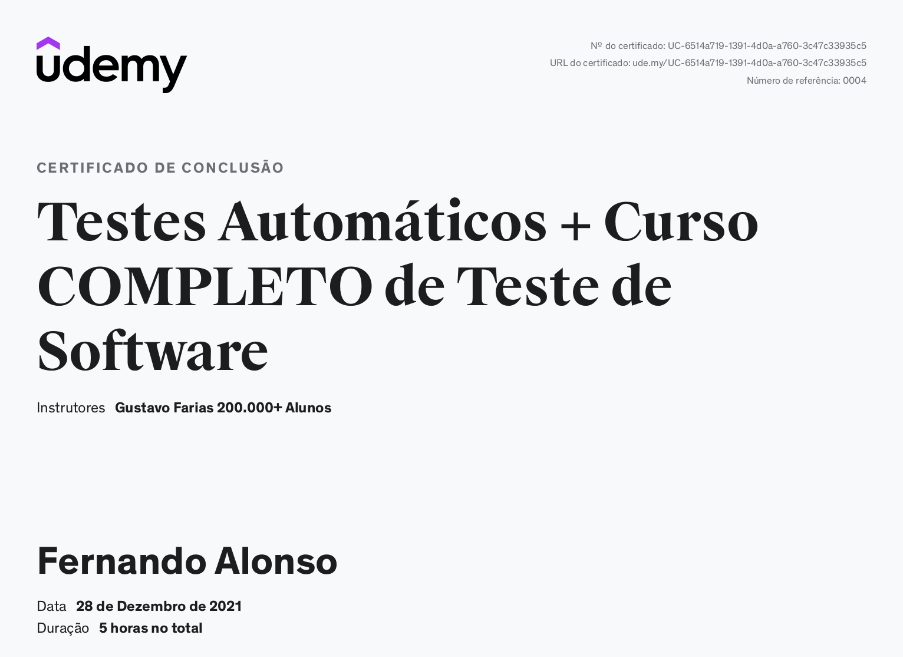 udemy
Nº do certificado: UC-6514a719-1391-4d0a-a760-3c47c33935c5
URL do certificado: ude.my/UC-6514a719-1391-4d0a-a760-3c47c33935c5
Número de referência: 0004
CERTIFICADO DE CONCLUSÃO
Testes Automáticos + Curso
COMPLETO de Teste de
Software
Instrutores Gustavo Farias 200.000+ Alunos
Fernando Alonso
Data 28 de Dezembro de 2021
Duração 5 horas no total